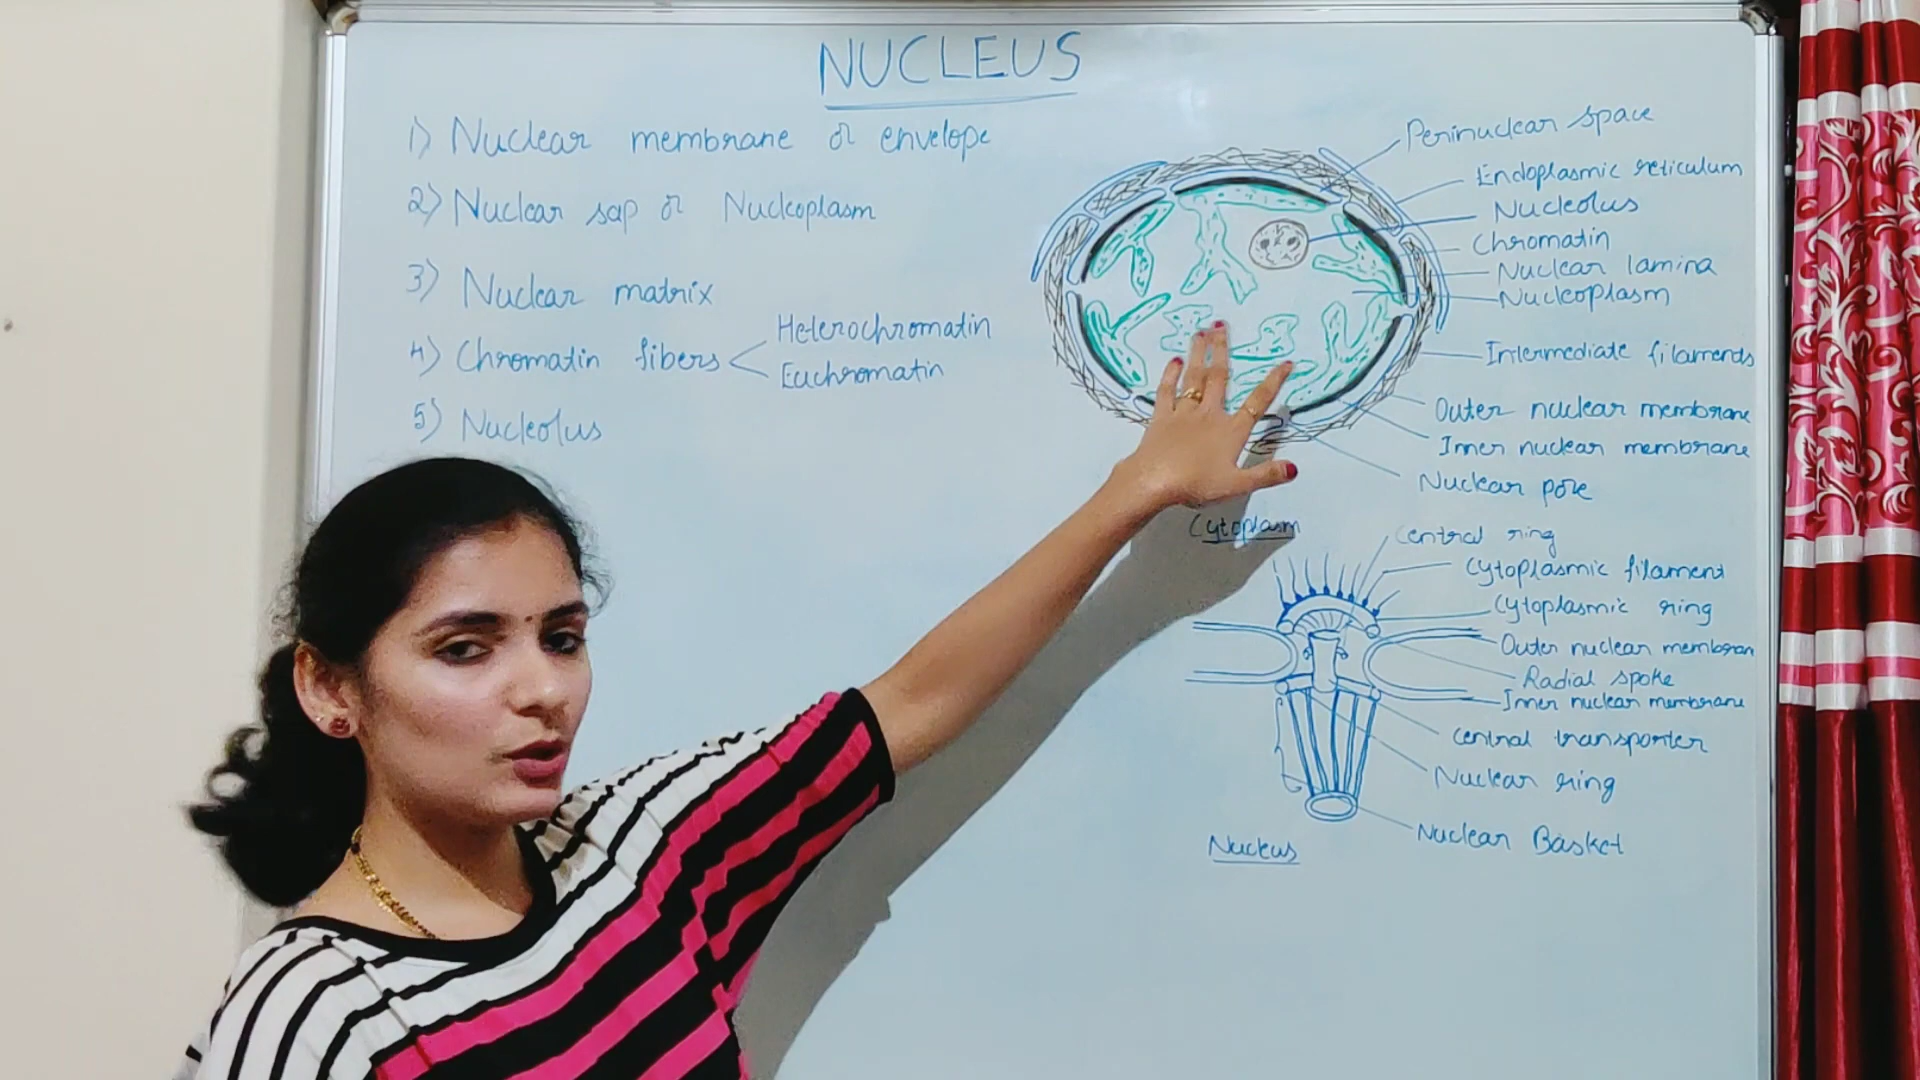 NUCLEUS
1) Nuclear membrane or envelope
2) Nuclear sap or Nucleoplasm
3) Nuclear matrix
4) Chromatin fibers < Heterochromatin
Euchromatin
5) Nucleolus
Perinuclear space
Endoplasmic reticulum
Nucleolus
Chromatin
Nuclear lamina
Nucleoplasm
Intermediate filaments
Outer nuclear membrane
Inner nuclear membrane
Nuclear pore
Cytoplasm
Central ring
Cytoplasmic filament
Cytoplasmic ring
Outer nuclear membran
Radial spoke
Inner nuclear membrane
Central transporter
Nuclear ring
Nuclear Basket
Nucleus